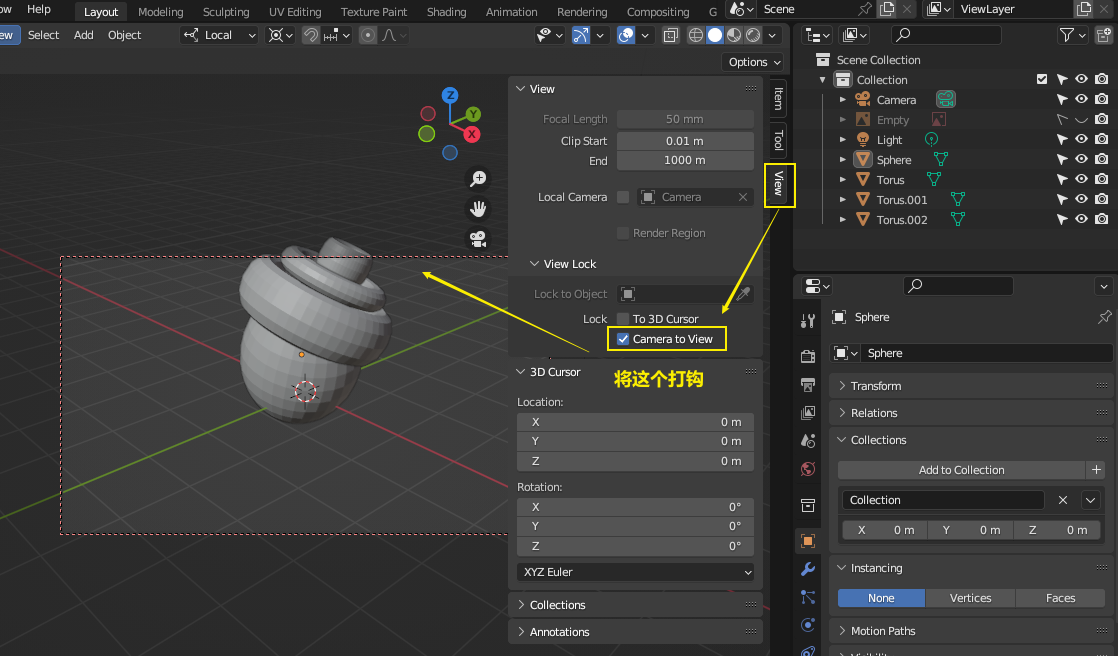 ow Help Layout Modeling Sculpting UV Editing Texture Paint Shading Animation Rendering Compositing G Scene ViewLayer
ew Select Add Object Local
Options
Z
Y
X
View
Focal Length 50 mm
Clip Start 0.01 m
End 1000 m
Local Camera Camera
Render Region
View Lock
Lock to Object
Lock To 3D Cursor
Camera to View
3D Cursor
将这个打钩
Location:
X 0 m
Y 0 m
Z 0 m
Rotation:
X 0°
Y 0°
Z 0°
XYZ Euler
Collections
Annotations
Item
Tool
View
Scene Collection
Collection
Camera
Empty
Light
Sphere
Torus
Torus.001
Torus.002
Sphere
Sphere
Transform
Relations
Collections
Add to Collection
Collection
X 0 m Y 0 m Z 0 m
Instancing
None Vertices Faces
Motion Paths